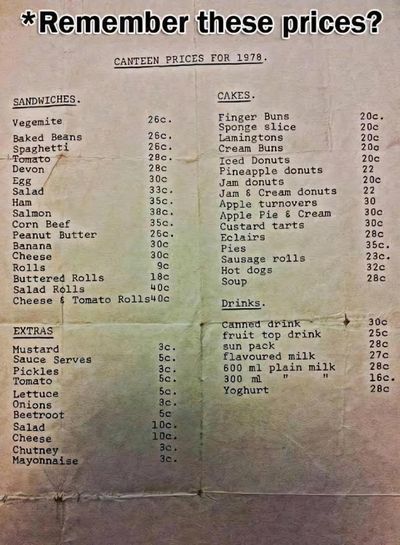 *Remember these prices?
CANTEEN PRICES FOR 1978.
SANDWICHES.
Vegemite 26c.
Baked Beans 26c.
Spaghetti 26c.
Tomato 28c.
Devon 28c
Egg 30c
Salad 33c.
Ham 35c.
Salmon 38c.
Corn Beef 35c.
Peanut Butter 26c.
Banana 30c
Cheese 30c
Rolls 9c
Buttered Rolls 18c
Salad Rolls 40c
Cheese & Tomato Rolls40c
EXTRAS
Mustard 3c.
Sauce Serves 5c.
Pickles 3c.
Tomato 5c.
Lettuce 5c.
Onions 3c.
Beetroot 5c
Salad 10c.
Cheese 10c.
Chutney 3c.
Mayonnaise 3c.
CAKES.
Finger Buns 20c.
Sponge slice 20c
Lamingtons 20c
Cream Buns 20c
Iced Donuts 20c
Pineapple donuts 22
Jam donuts 20c
Jam & Cream donuts 22
Apple turnovers 30
Apple Pie & Cream 30c
Custard tarts 30c
Eclairs 28c
Pies 35c.
Sausage rolls 23c.
Hot dogs 32c
Soup 28c
Drinks.
Canned drink 30c
fruit top drink 25c
sun pack 28c
flavoured milk 27c
600 ml plain milk 28c
300 ml " " 16c.
Yoghurt 28c